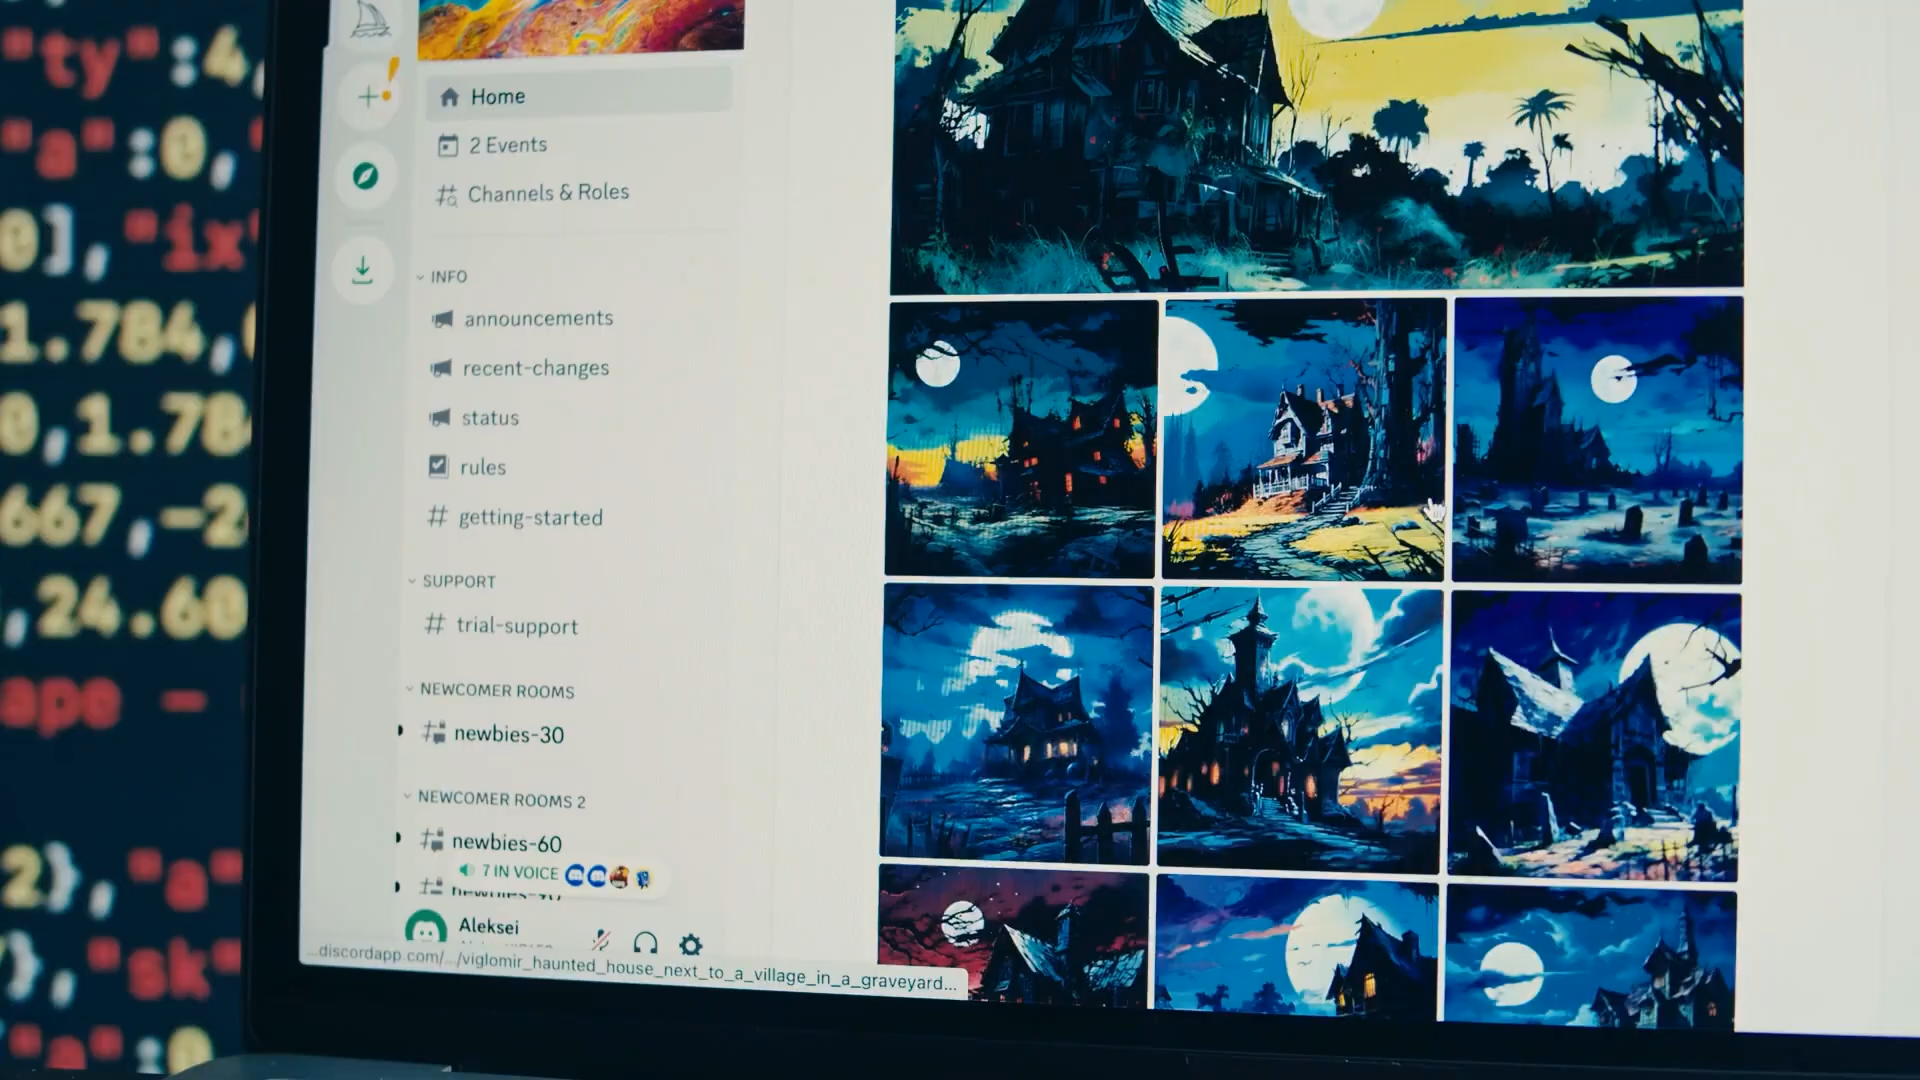 "ty":4,
"a":0,
0],"ix"
1.784,
0,1.78
667,-2
,24.60
ape -
2},"a"
},"sk"
"a":0
Home
2 Events
Channels & Roles
INFO
announcements
recent-changes
status
rules
getting-started
SUPPORT
trial-support
NEWCOMER ROOMS
newbies-30
NEWCOMER ROOMS 2
newbies-60
7 IN VOICE
Aleksei
...discordapp.com/.../viglomir_haunted_house_next_to_a_village_in_a_graveyard...